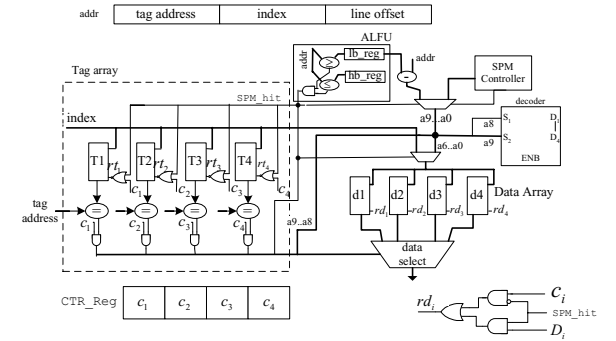 addr tag address index line offset
ALFU
addr
≥ lb_reg
≤ hb_reg
- addr
SPM
Controller
Tag array
SPM_hit
decoder
a9...a0
a8
a9
S1 D1
S2 D4
ENB
index
a6..a0
T1 rt1 T2 rt2 T3 rt3 T4 rt4
c1 c2 c3 c4
d1 d2 d3 d4 Data Array
rd1 rd2 rd3 rd4
tag
address
= = = =
c1 c2 c3 c4
a9..a8
data
select
CTR_Reg c1 c2 c3 c4
rdi
ci
SPM_hit
Di